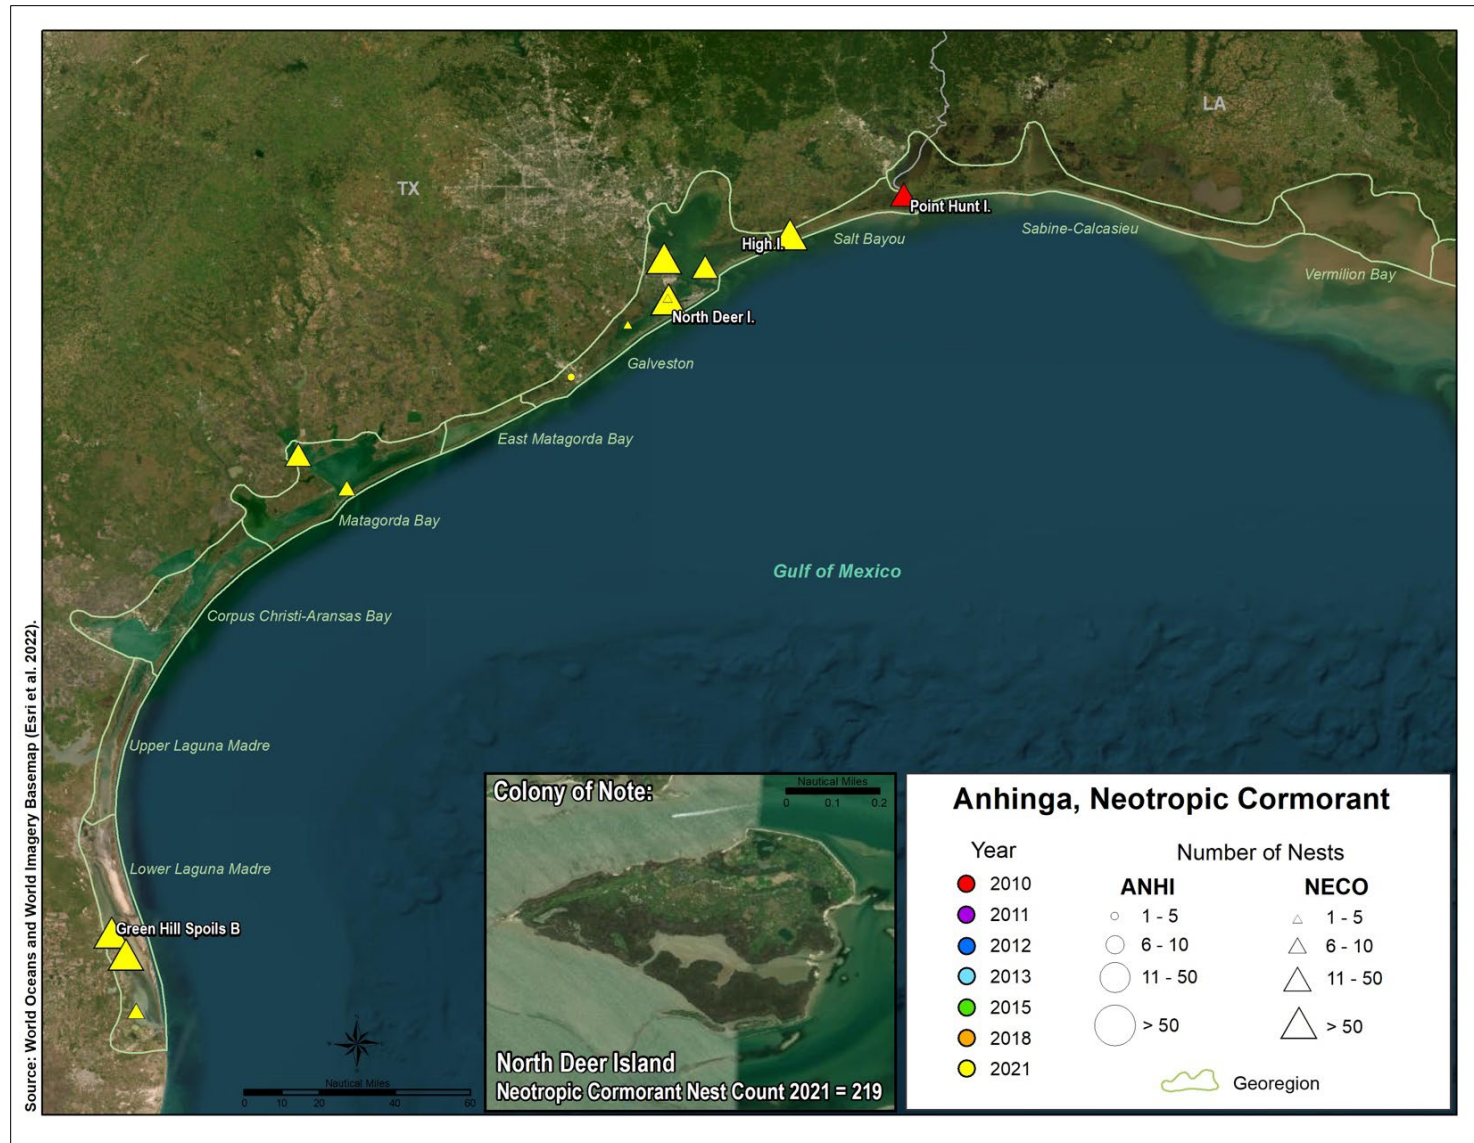 TX
LA
Point Hunt I.
High I.
Salt Bayou
Sabine-Calcasieu
Vermilion Bay
North Deer I.
Galveston
East Matagorda Bay
Matagorda Bay
Gulf of Mexico
Corpus Christi-Aransas Bay
Upper Laguna Madre
Lower Laguna Madre
Green Hill Spoils B
Source: World Oceans and World Imagery Basemap (Esri et al. 2022).
Nautical Miles
0 10 20 40 60
Colony of Note:
Nautical Miles
0 0.1 0.2
North Deer Island
Neotropic Cormorant Nest Count 2021 = 219
Anhinga, Neotropic Cormorant
Year
2010
2011
2012
2013
2015
2018
2021
Number of Nests
ANHI
1 - 5
6 - 10
11 - 50
> 50
NECO
1 - 5
6 - 10
11 - 50
> 50
Georegion